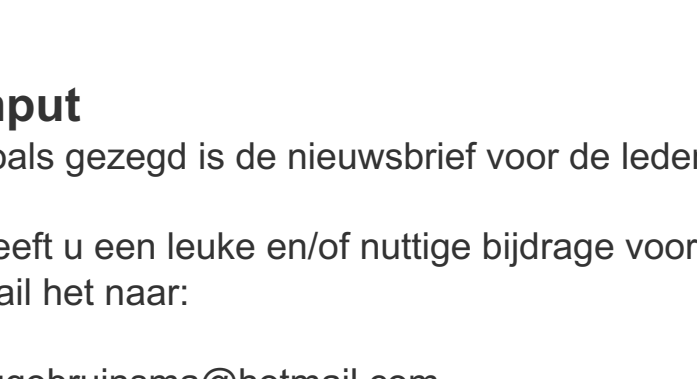 nput
oals gezegd is de nieuwsbrief voor de leden
eeft u een leuke en/of nuttige bijdrage voor
ail het naar: